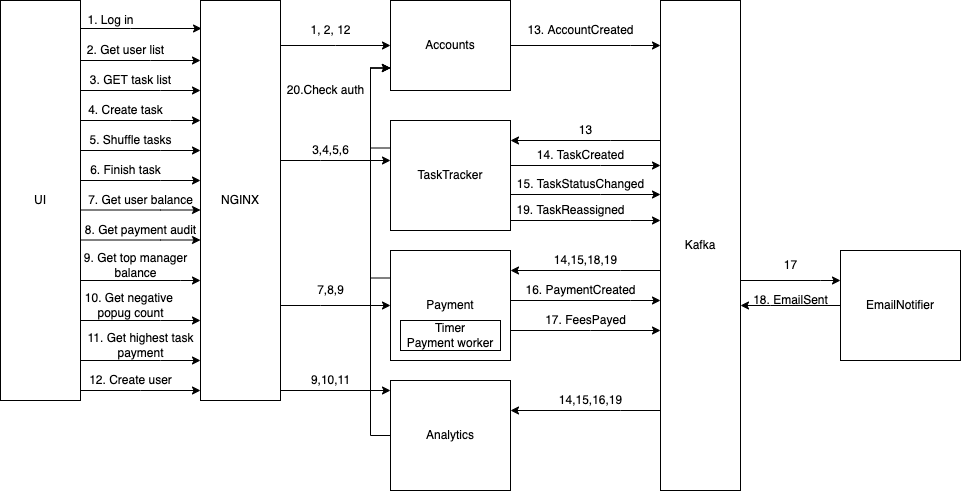 1. Log in
2. Get user list
3. GET task list
4. Create task
5. Shuffle tasks
6. Finish task
7. Get user balance
8. Get payment audit
9. Get top manager
balance
10. Get negative
popug count
11. Get highest task
payment
12. Create user
UI
NGINX
1, 2, 12
20.Check auth
3,4,5,6
7,8,9
9,10,11
Accounts
TaskTracker
Payment
Timer
Payment worker
Analytics
13. AccountCreated
13
14. TaskCreated
15. TaskStatusChanged
19. TaskReassigned
14,15,18,19
16. PaymentCreated
17. FeesPayed
14,15,16,19
Kafka
17
18. EmailSent
EmailNotifier